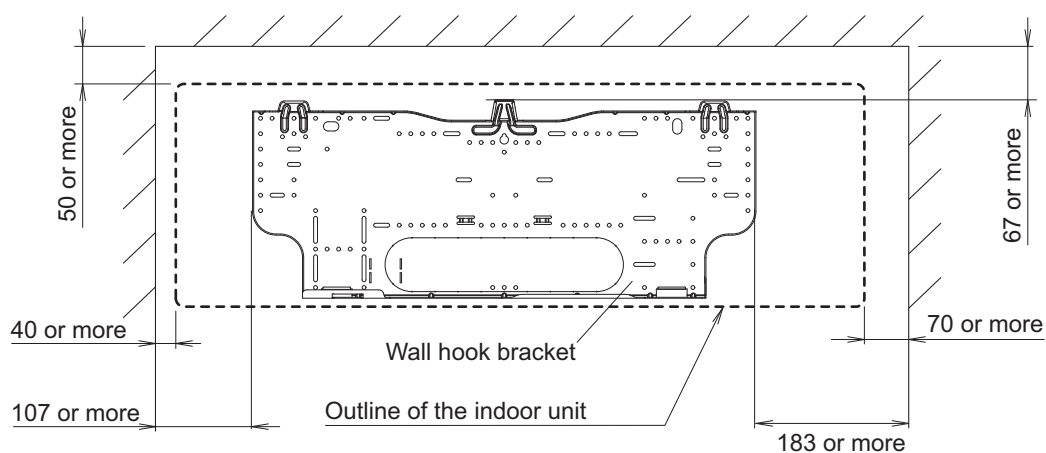 50 or more
67 or more
40 or more
70 or more
Wall hook bracket
107 or more
Outline of the indoor unit
183 or more